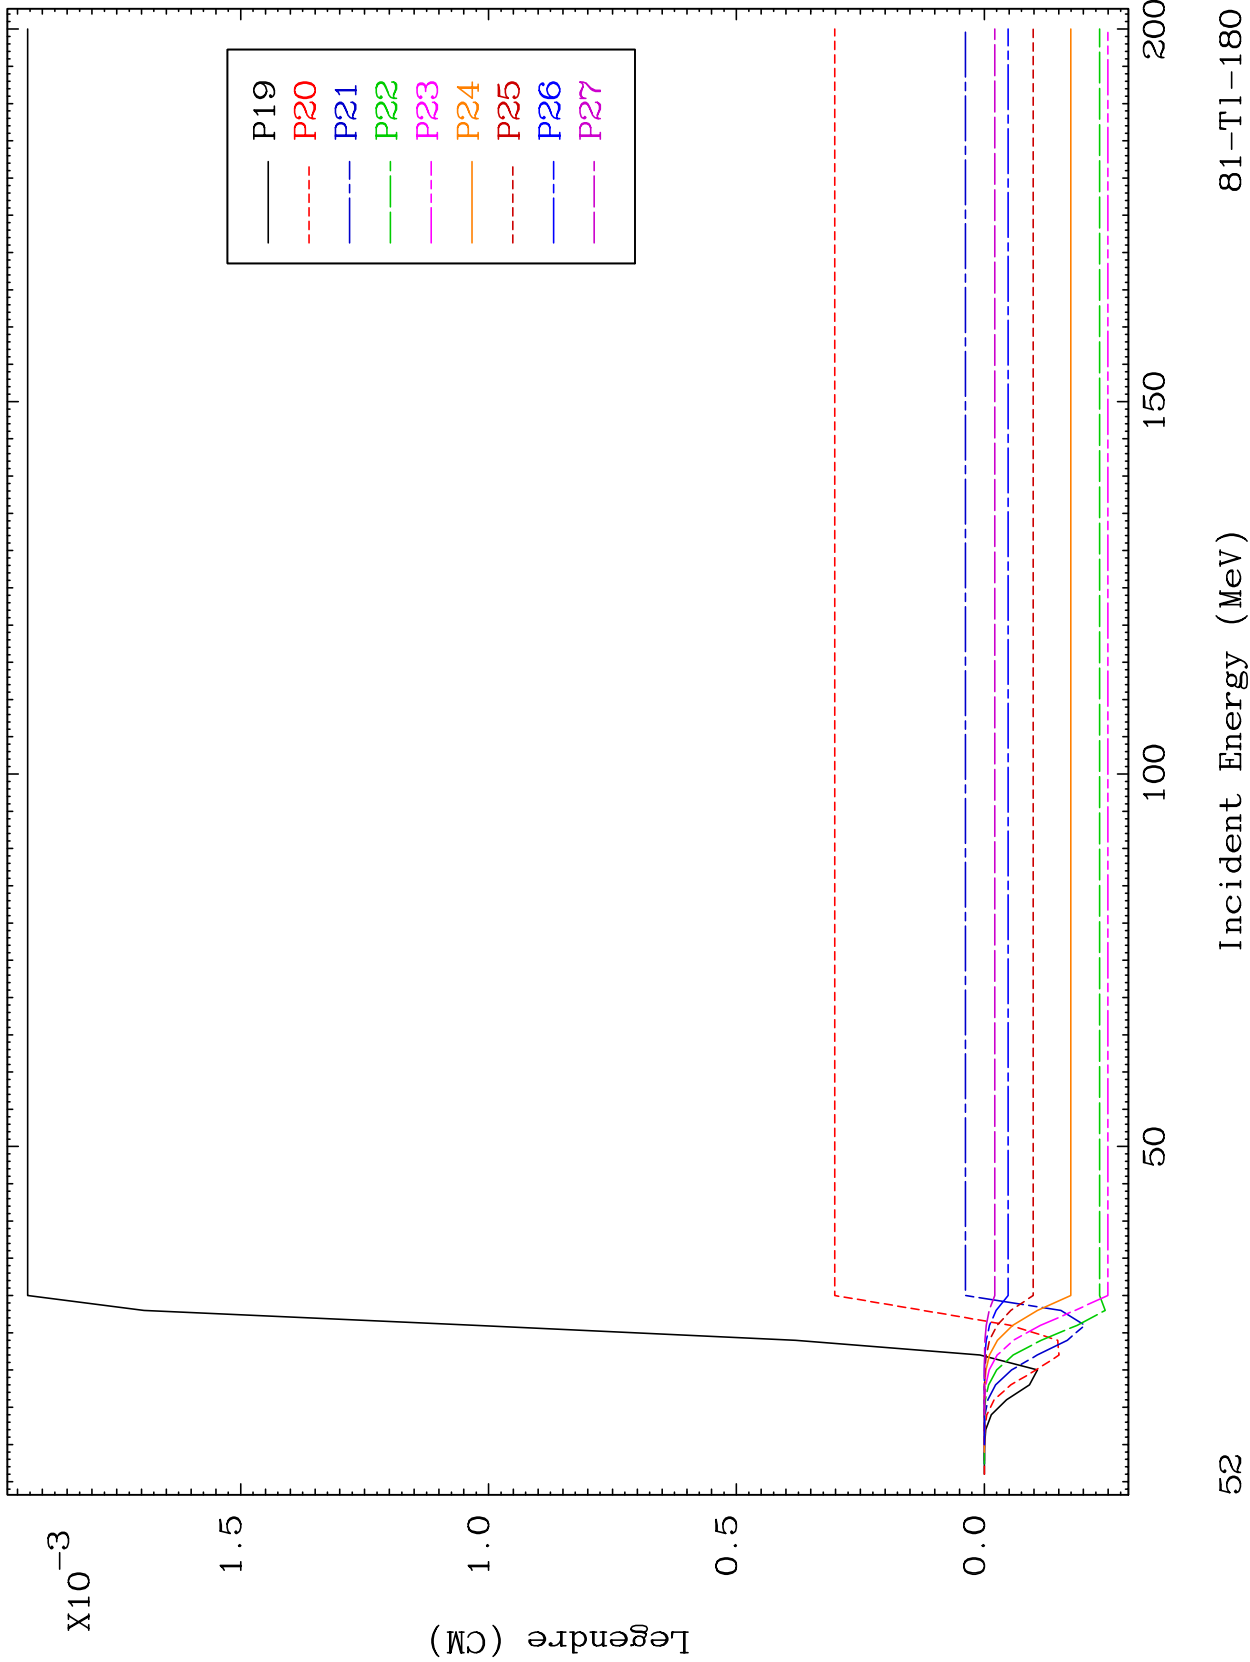 X10-3
1.5
1.0
0.5
0.0
Legendre (CM)
P19
P20
P21
P22
P23
P24
P25
P26
P27
50
100
150
200
52
Incident Energy (MeV)
81-Tl-180